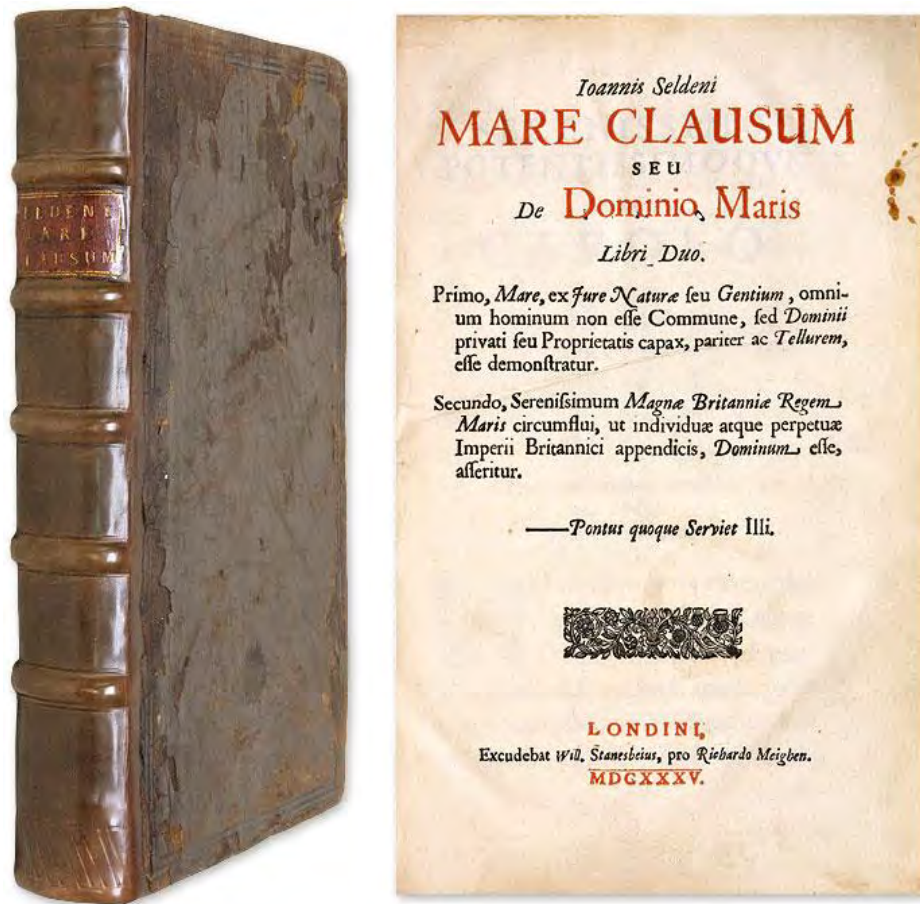 ELDENE
ARE
LAUSUM
Ioannis Seldeni
MARE CLAUSUM
SEU
De Dominio Maris
Libri Duo.
Primo, Mare, ex Jure Naturæ ſeu Gentium, omni-
um hominum non eſſe Commune, ſed Dominii
privati ſeu Proprietatis capax, pariter ac Tellurem,
eſſe demonſtratur.
Secundo, Sereniſsimum Magnæ Britanniæ Regem
Maris circumflui, ut individuæ atque perpetuæ
Imperii Britannici appendicis, Dominum eſſe,
aſſeritur.
——Pontus quoque Serviet Illi.
LONDINI,
Excudebat Will. Stanesbeius, pro Richardo Meighen.
MDCXXXV.